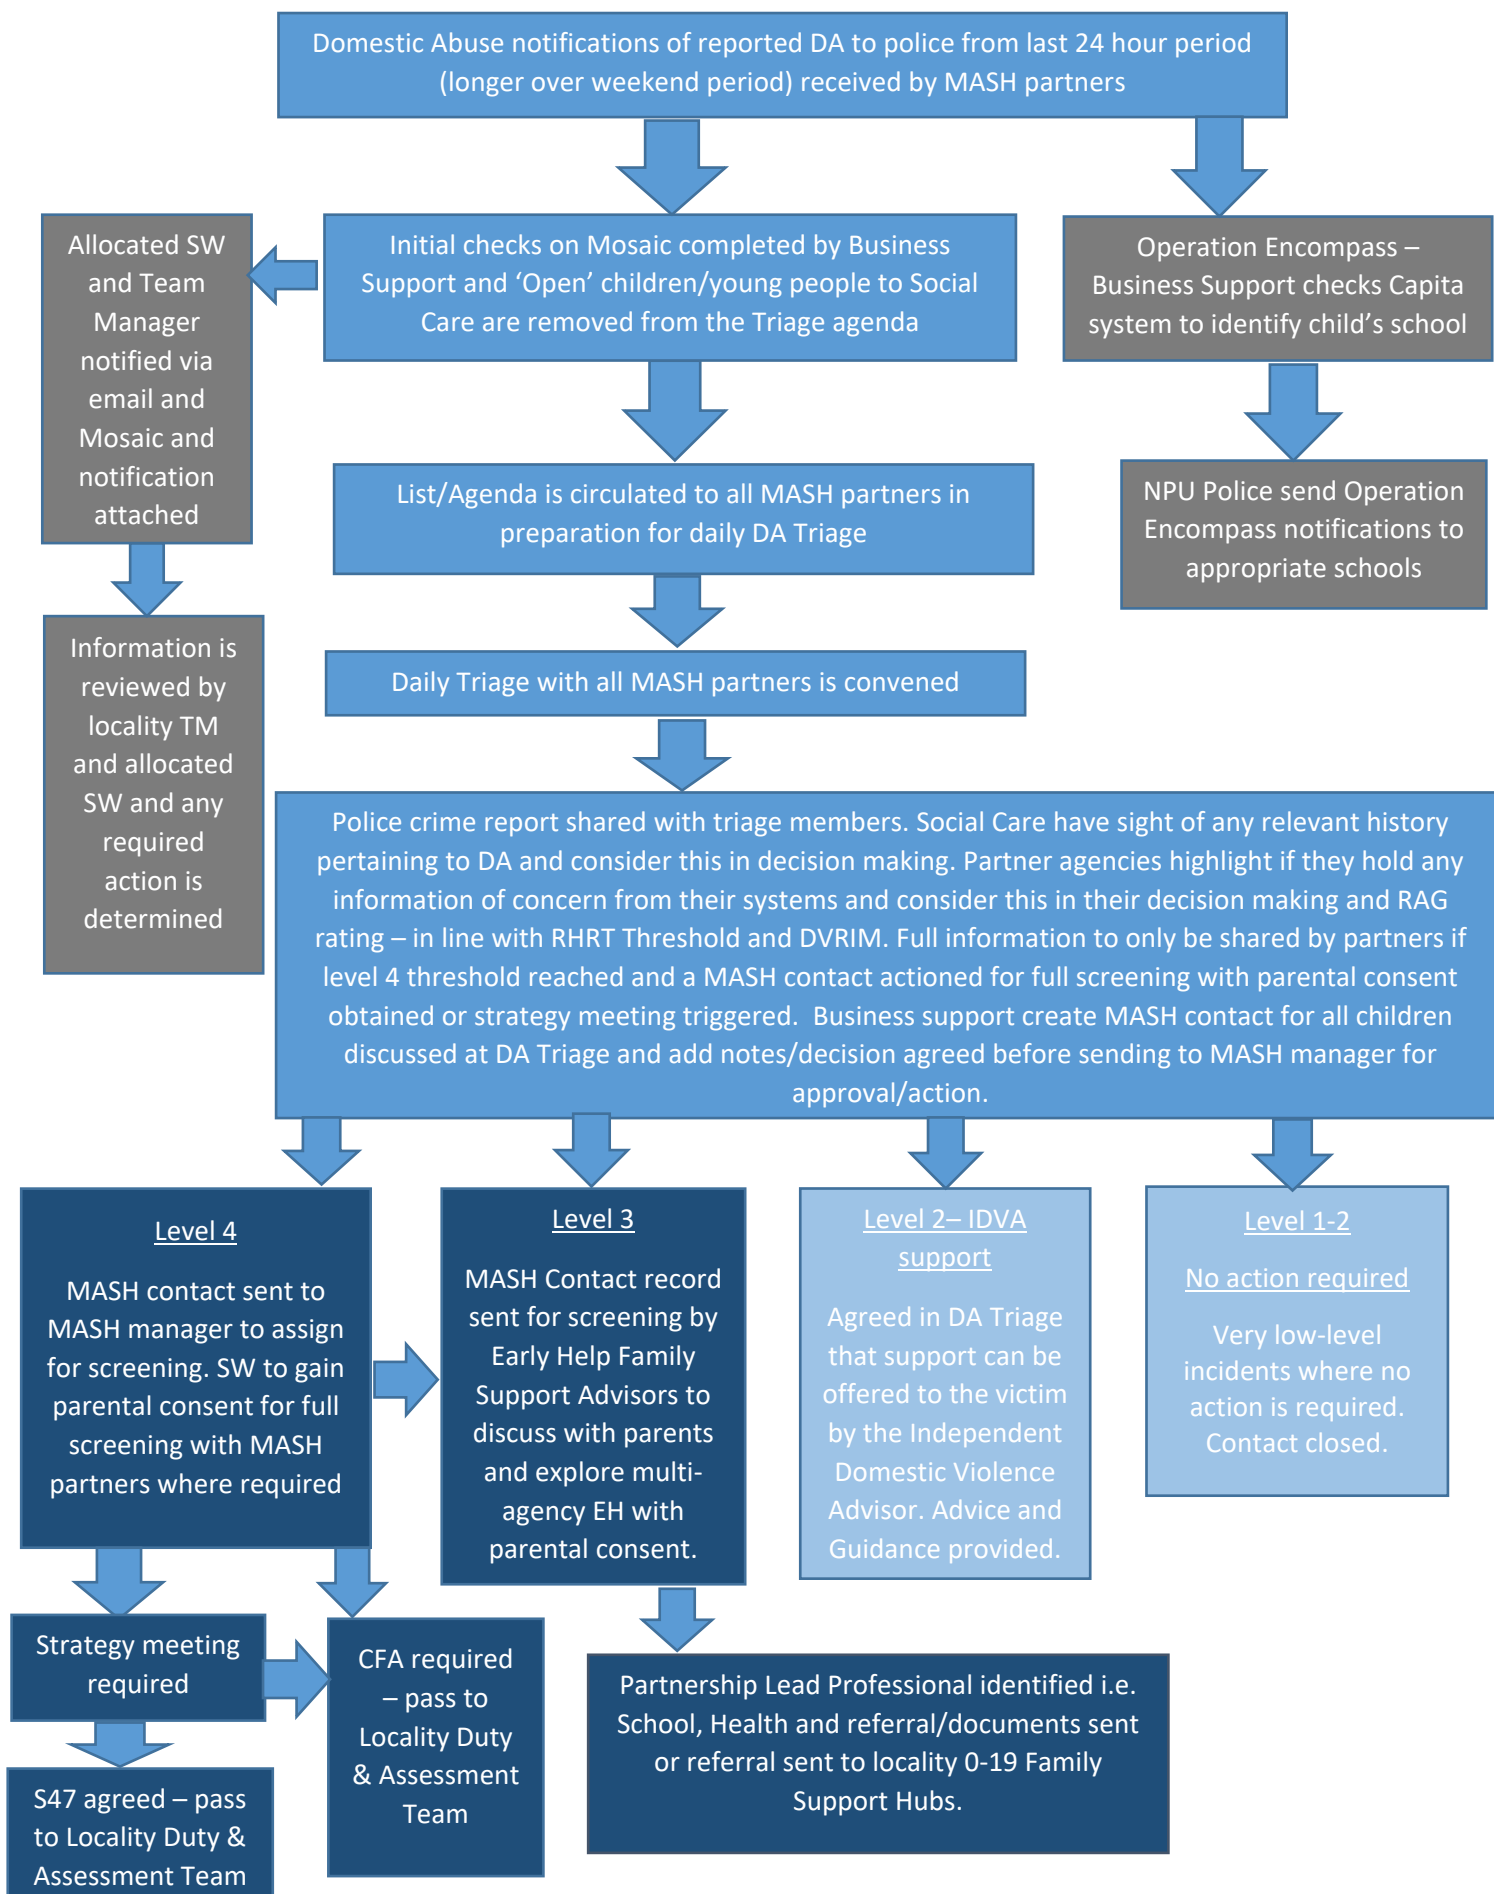 Domestic Abuse notifications of reported DA to police from last 24 hour period
(longer over weekend period) received by MASH partners
Allocated SW
and Team
Manager
notified via
email and
Mosaic and
notification
attached
Initial checks on Mosaic completed by Business
Support and ‘Open’ children/young people to Social
Care are removed from the Triage agenda
Operation Encompass –
Business Support checks Capita
system to identify child’s school
List/Agenda is circulated to all MASH partners in
preparation for daily DA Triage
NPU Police send Operation
Encompass notifications to
appropriate schools
Information is
reviewed by
locality TM
and allocated
SW and any
required
action is
determined
Daily Triage with all MASH partners is convened
Police crime report shared with triage members. Social Care have sight of any relevant history
pertaining to DA and consider this in decision making. Partner agencies highlight if they hold any
information of concern from their systems and consider this in their decision making and RAG
rating – in line with RHRT Threshold and DVRIM. Full information to only be shared by partners if
level 4 threshold reached and a MASH contact actioned for full screening with parental consent
obtained or strategy meeting triggered.  Business support create MASH contact for all children
discussed at DA Triage and add notes/decision agreed before sending to MASH manager for
approval/action.
Level 4
MASH contact sent to
MASH manager to assign
for screening. SW to gain
parental consent for full
screening with MASH
partners where required
Level 3
MASH Contact record
sent for screening by
Early Help Family
Support Advisors to
discuss with parents
and explore multi-
agency EH with
parental consent.
Level 2– IDVA
support
Agreed in DA Triage
that support can be
offered to the victim
by the Independent
Domestic Violence
Advisor. Advice and
Guidance provided.
Level 1-2
No action required
Very low-level
incidents where no
action is required.
Contact closed.
Strategy meeting
required
CFA required
– pass to
Locality Duty
& Assessment
Team
Partnership Lead Professional identified i.e.
School, Health and referral/documents sent
or referral sent to locality 0-19 Family
Support Hubs.
S47 agreed – pass
to Locality Duty &
Assessment Team